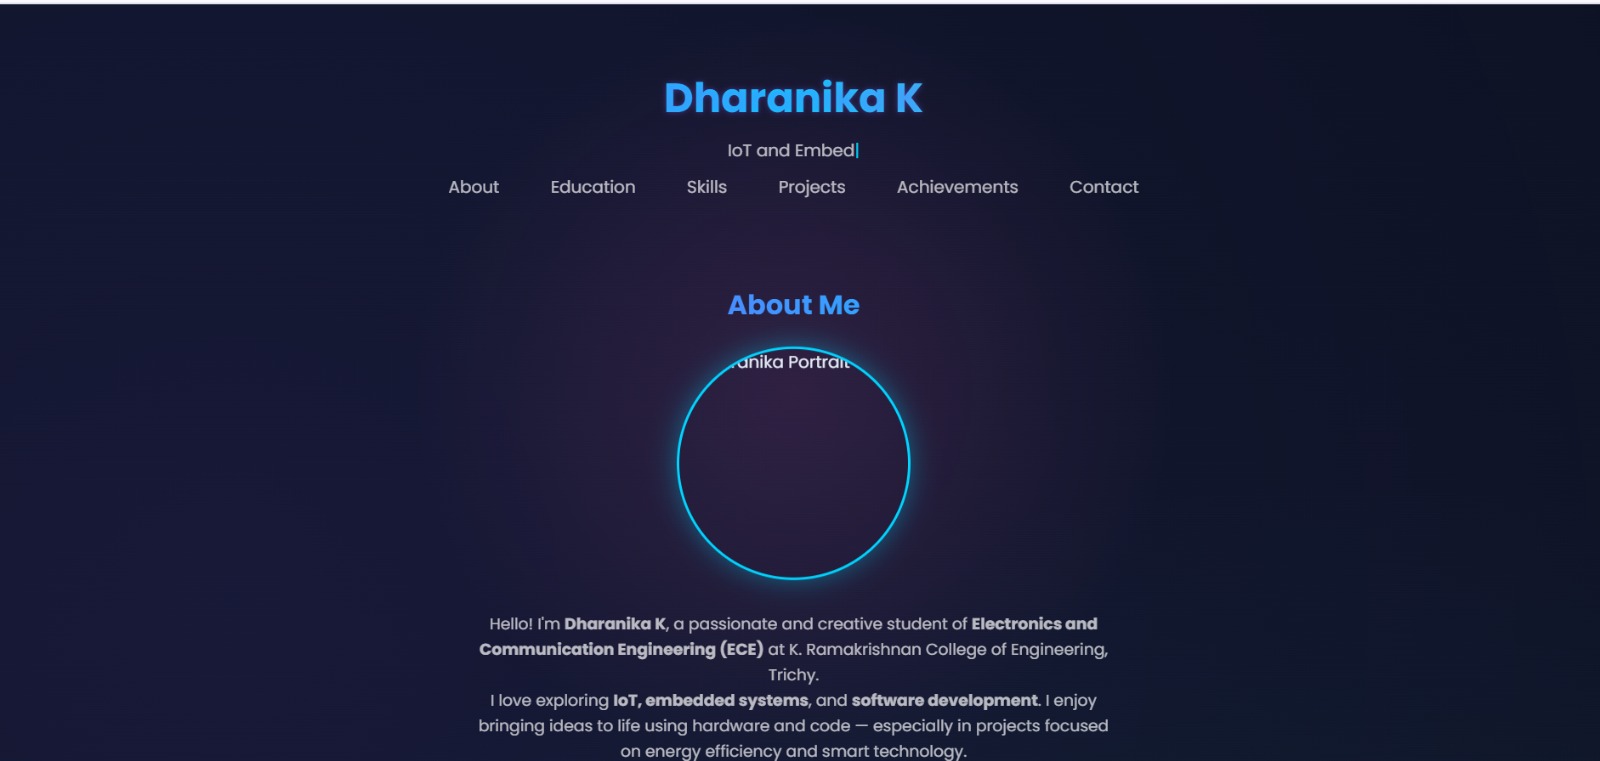 Dharanika K
IoT and Embed
About Education Skills Projects Achievements Contact
About Me
anika Portrait
Hello! I'm Dharanika K, a passionate and creative student of Electronics and
Communication Engineering (ECE) at K. Ramakrishnan College of Engineering,
Trichy.
I love exploring IoT, embedded systems, and software development. I enjoy
bringing ideas to life using hardware and code — especially in projects focused
on energy efficiency and smart technology.